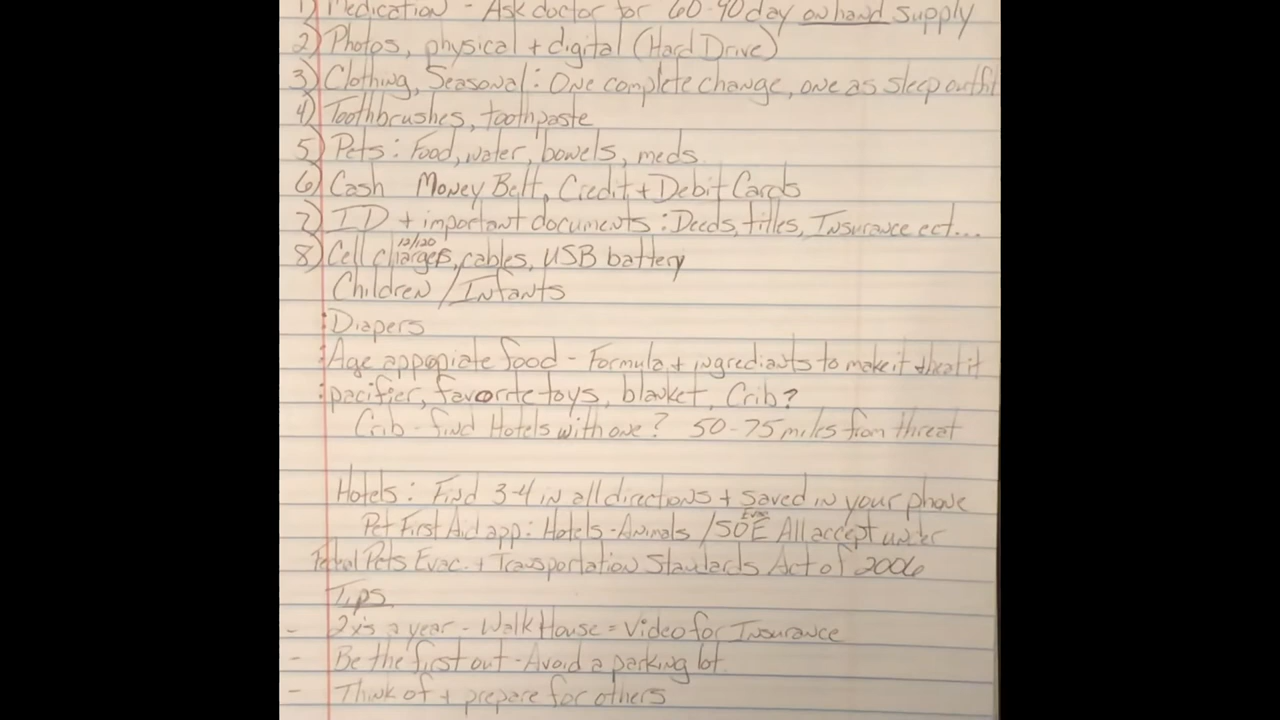 1) Medication - Ask doctor for 60-90 day on hand supply
2) Photos, physical + digital (Hard Drive)
3) Clothing, Seasonal: One complete change, one as sleep outfit
4) Toothbrushes, toothpaste
5) Pets: Food, water, bowels, meds
6) Cash Money Belt, Credit + Debit Cards
7) ID + important documents: Deeds, titles, Insurance ect...
12/120
8) Cell chargers, cables, USB battery
Children / Infants
: Diapers
: Age appropiate food - Formula + ingrediants to make it + heat it
: pacifier, favorite toys, blanket, Crib?
Crib - find Hotels with one? 50-75 miles from threat
Hotels: Find 3-4 in all directions + saved in your phone
Evac
Pet First Aid app: Hotels - Animals / SOE All accept under
Federal Pets Evac. + Transportation Standards Act of 2006
Tips
- 2x's a year - Walk House = Video for Insurance
- Be the first out - Avoid a parking lot
- Think of + prepare for others